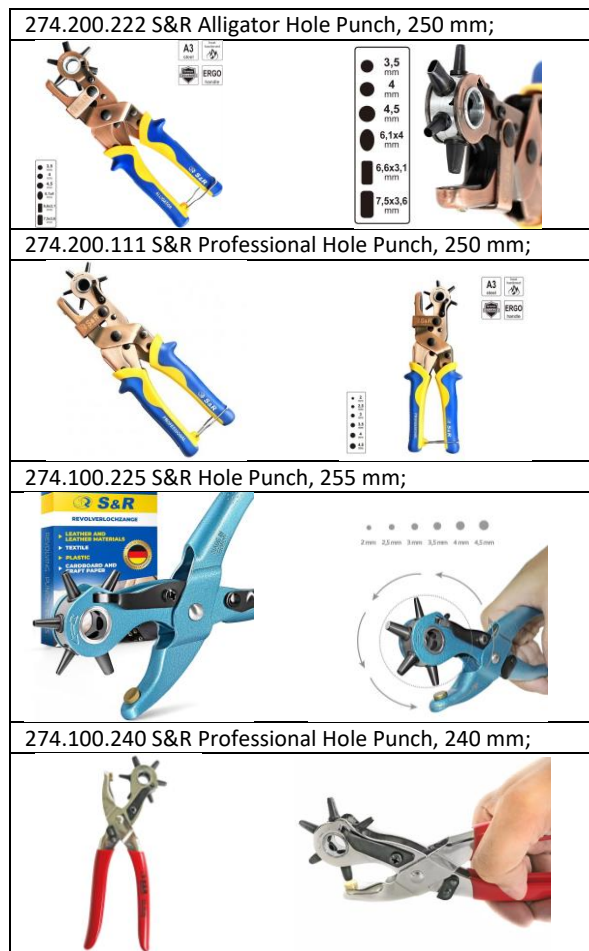 274.200.222 S&R Alligator Hole Punch, 250 mm;
A3
ERGO
handle
S&R
ALLIGATOR
3,5
mm
4
mm
4,5
mm
6,1x4
mm
6,6x3,1
mm
7,5x3,6
mm
274.200.111 S&R Professional Hole Punch, 250 mm;
S&R
PROFESSIONAL
A3
ERGO
handle
274.100.225 S&R Hole Punch, 255 mm;
S&R
REVOLVERLOCHZANGE
LEATHER AND
LEATHER MATERIALS
TEXTILE
PLASTIC
CARDBOARD AND
CRAFT PAPER
2 mm 2,5 mm 3 mm 3,5 mm 4 mm 4,5 mm
274.100.240 S&R Professional Hole Punch, 240 mm;